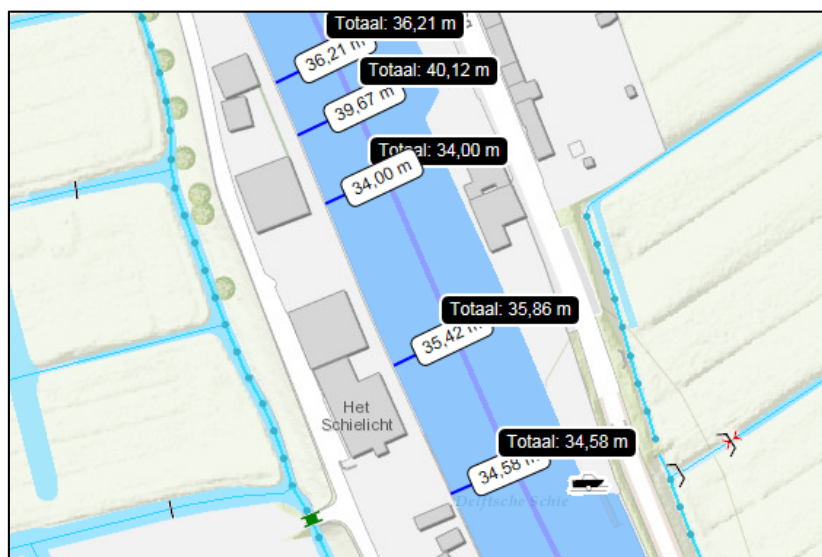 Totaal: 36,21 m
36,21 m
Totaal: 40,12 m
39,67 m
Totaal: 34,00 m
34,00 m
Totaal: 35,86 m
35,42 m
Het
Schielicht
Totaal: 34,58 m
34,58 m
Delftsche Schie